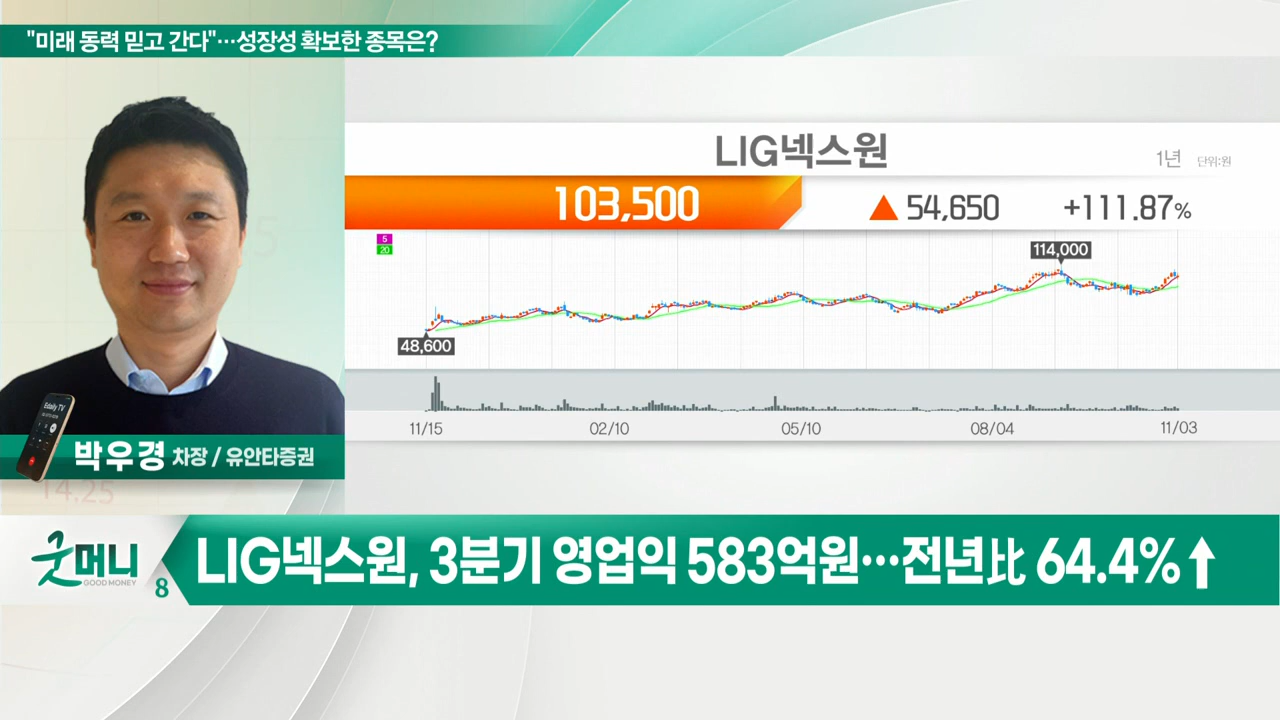 "미래 동력 믿고 간다"…성장성 확보한 종목은?
LIG넥스원
1년 단위:원
103,500 ▲ 54,650 +111.87%
5
20
114,000
48,600
11/15 02/10 05/10 08/04 11/03
Edaily TV
박우경 차장 / 유안타증권
14.25
굿머니
GOOD MONEY
8
LIG넥스원, 3분기 영업익 583억원…전년比 64.4%↑